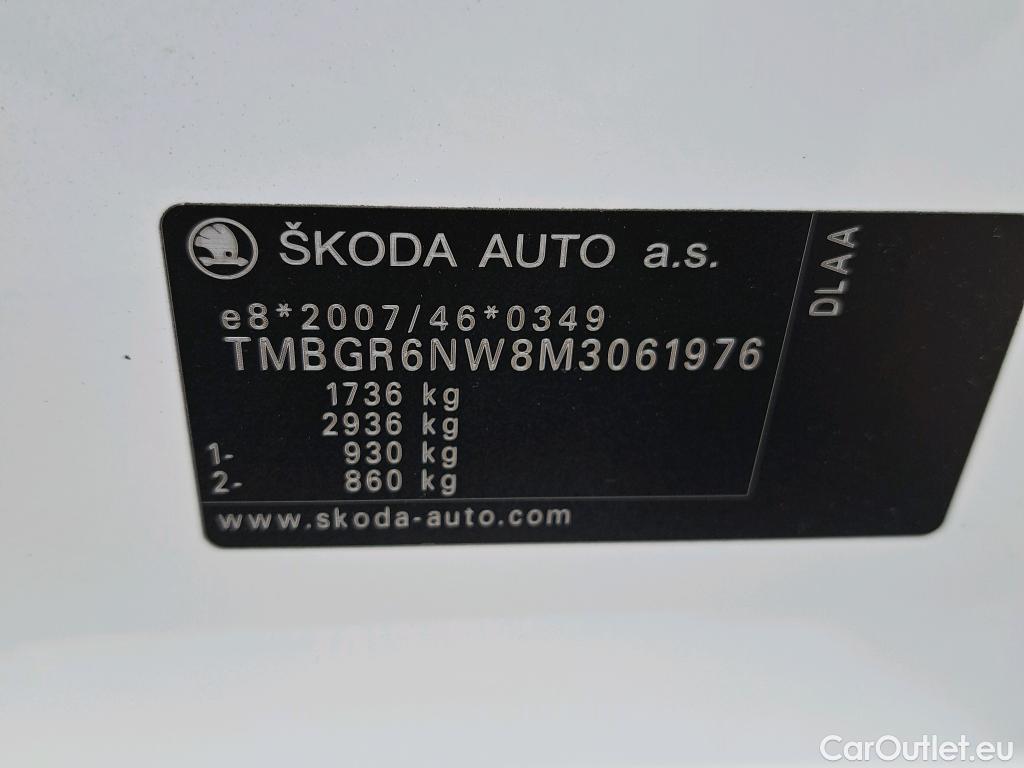 ŠKODA AUTO a.s.
DLAA
e8*2007/46*0349
TMBGR6NW8M3061976
1736 kg
2936 kg
1- 930 kg
2- 860 kg
www.skoda-auto.com
CarOutlet.eu